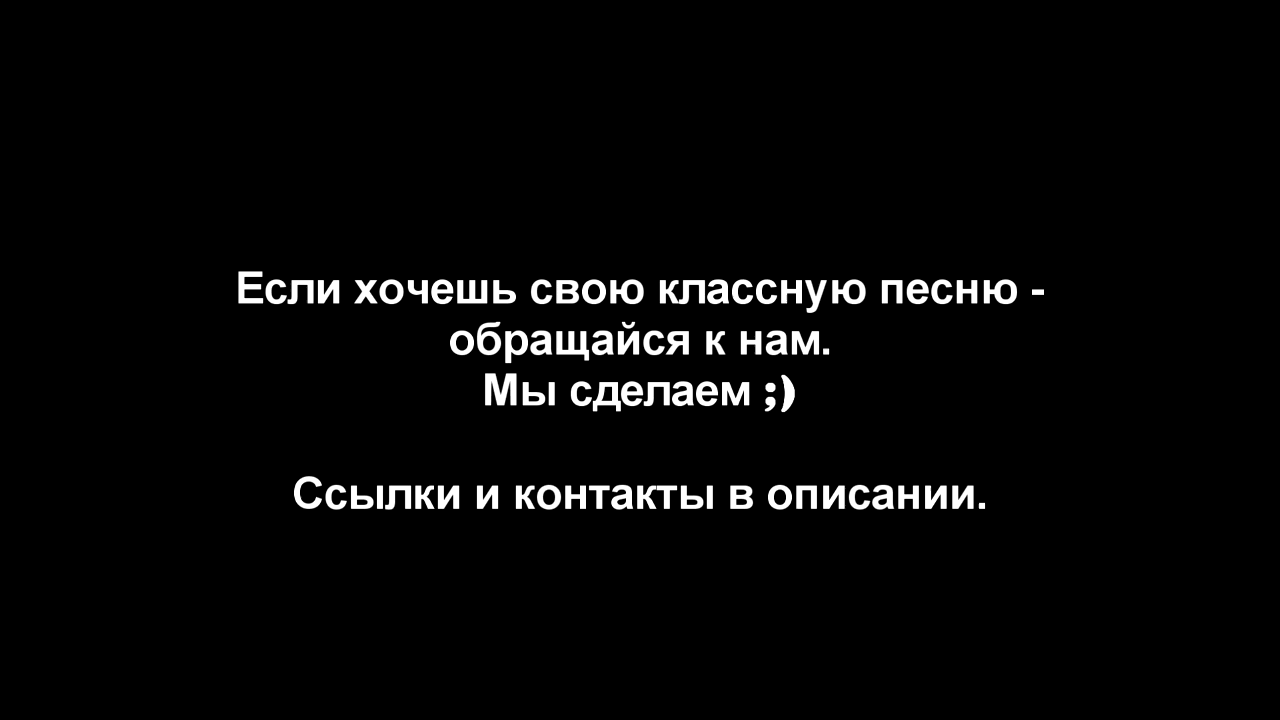 Если хочешь свою классную песню -
обращайся к нам.
Мы сделаем ;)
Ссылки и контакты в описании.